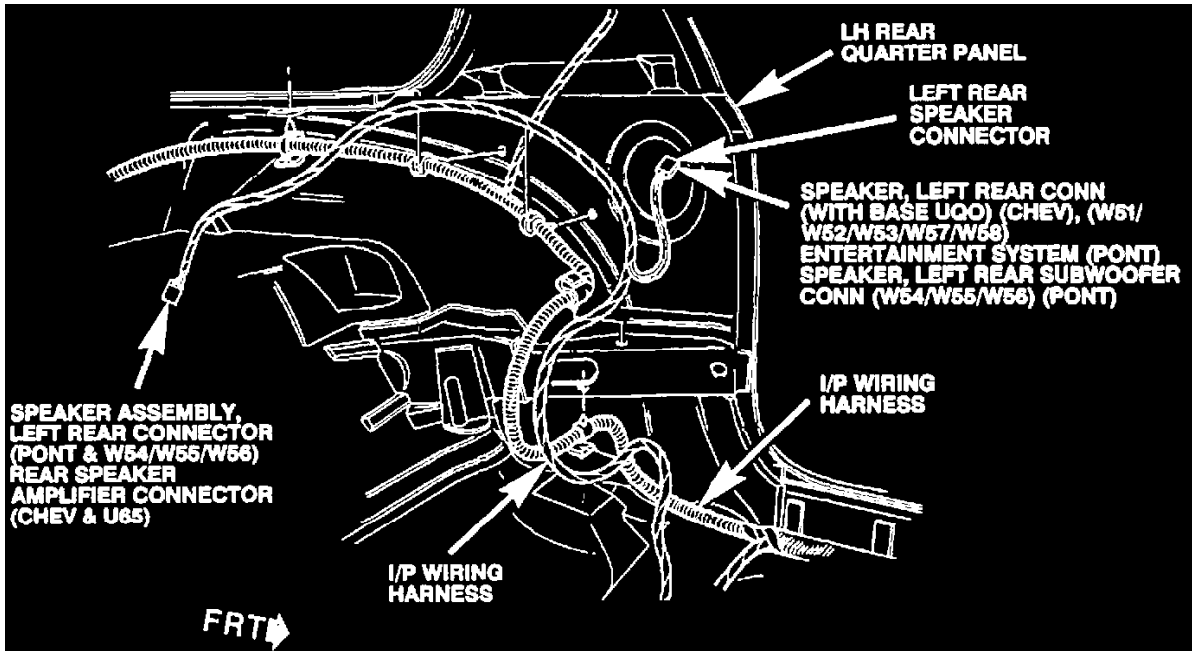 LH REAR
QUARTER PANEL
LEFT REAR
SPEAKER
CONNECTOR
SPEAKER, LEFT REAR CONN
(WITH BASE UQO) (CHEV), (W51/
W52/W53/W57/W58)
ENTERTAINMENT SYSTEM (PONT)
SPEAKER, LEFT REAR SUBWOOFER
CONN (W54/W55/W56) (PONT)
I/P WIRING
HARNESS
SPEAKER ASSEMBLY,
LEFT REAR CONNECTOR
(PONT & W54/W55/W56)
REAR SPEAKER
AMPLIFIER CONNECTOR
(CHEV & U65)
I/P WIRING
HARNESS
FRT